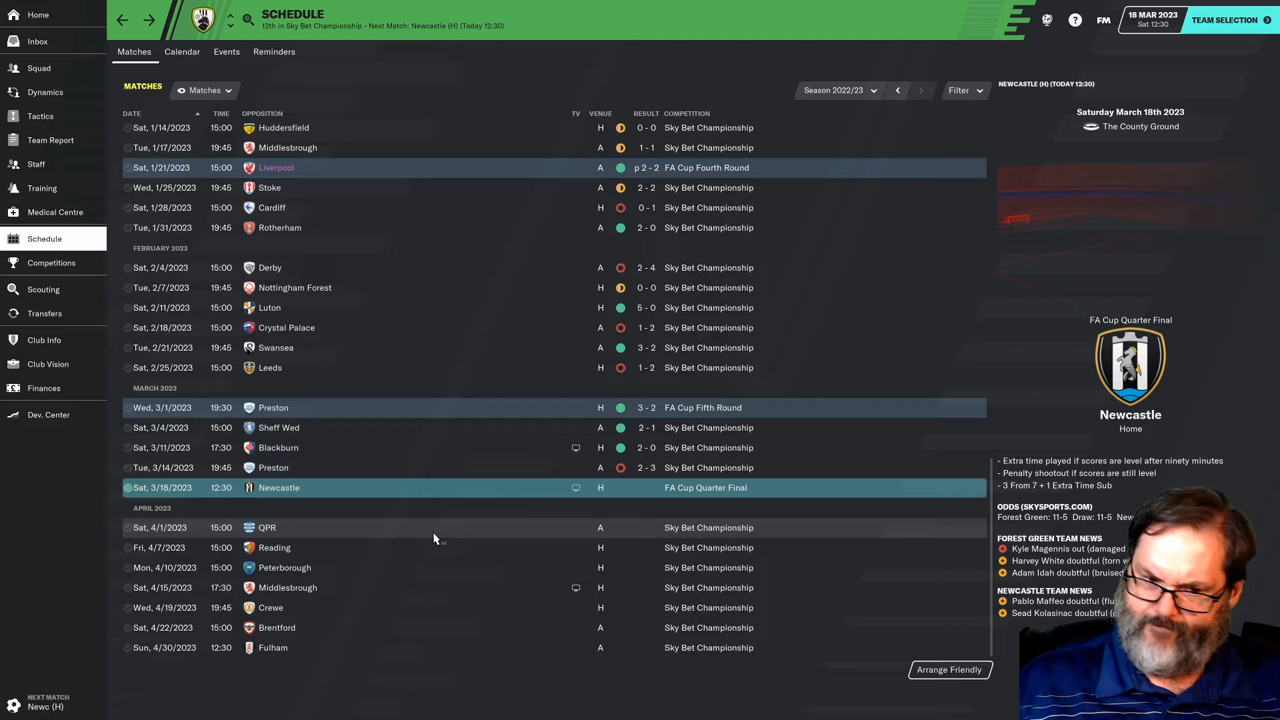 Home
SCHEDULE
12th in Sky Bet Championship - Next Match: Newcastle (H) (Today 12:30)
FM
18 MAR 2023
Sat 12:30
TEAM SELECTION
Inbox
Squad
Dynamics
Tactics
Team Report
Staff
Training
Medical Centre
Schedule
Competitions
Scouting
Transfers
Club Info
Club Vision
Finances
Dev. Center
NEXT MATCH
Newc (H)
Matches Calendar Events Reminders
MATCHES Matches Season 2022/23 Filter
DATE TIME OPPOSITION TV VENUE RESULT COMPETITION
Sat, 1/14/2023 15:00 Huddersfield H 0 - 0 Sky Bet Championship
Tue, 1/17/2023 19:45 Middlesbrough A 1 - 1 Sky Bet Championship
Sat, 1/21/2023 15:00 Liverpool A p 2 - 2 FA Cup Fourth Round
Wed, 1/25/2023 19:45 Stoke A 2 - 2 Sky Bet Championship
Sat, 1/28/2023 15:00 Cardiff H 0 - 1 Sky Bet Championship
Tue, 1/31/2023 19:45 Rotherham A 2 - 0 Sky Bet Championship
FEBRUARY 2023
Sat, 2/4/2023 15:00 Derby A 2 - 4 Sky Bet Championship
Tue, 2/7/2023 19:45 Nottingham Forest H 0 - 0 Sky Bet Championship
Sat, 2/11/2023 15:00 Luton H 5 - 0 Sky Bet Championship
Sat, 2/18/2023 15:00 Crystal Palace A 1 - 2 Sky Bet Championship
Tue, 2/21/2023 19:45 Swansea A 3 - 2 Sky Bet Championship
Sat, 2/25/2023 15:00 Leeds H 1 - 2 Sky Bet Championship
MARCH 2023
Wed, 3/1/2023 19:30 Preston H 3 - 2 FA Cup Fifth Round
Sat, 3/4/2023 15:00 Sheff Wed A 2 - 1 Sky Bet Championship
Sat, 3/11/2023 17:30 Blackburn H 2 - 0 Sky Bet Championship
Tue, 3/14/2023 19:45 Preston A 2 - 3 Sky Bet Championship
Sat, 3/18/2023 12:30 Newcastle H FA Cup Quarter Final
APRIL 2023
Sat, 4/1/2023 15:00 QPR A Sky Bet Championship
Fri, 4/7/2023 15:00 Reading H Sky Bet Championship
Mon, 4/10/2023 15:00 Peterborough H Sky Bet Championship
Sat, 4/15/2023 17:30 Middlesbrough H Sky Bet Championship
Wed, 4/19/2023 19:45 Crewe H Sky Bet Championship
Sat, 4/22/2023 15:00 Brentford A Sky Bet Championship
Sun, 4/30/2023 12:30 Fulham A Sky Bet Championship
Arrange Friendly
NEWCASTLE (H) (TODAY 12:30)
Saturday March 18th 2023
The County Ground
FA Cup Quarter Final
Newcastle
Home
- Extra time played if scores are level after ninety minutes
- Penalty shootout if scores are still level
- 3 From 7 + 1 Extra Time Sub
ODDS (SKYSPORTS.COM)
Forest Green: 11-5 Draw: 11-5
FOREST GREEN TEAM NEWS
Kyle Magennis out (damaged
Harvey White doubtful (torn
Adam Idah doubtful (bruised
NEWCASTLE TEAM NEWS
Pablo Maffeo doubtful
Sead Kolasinac doubtful